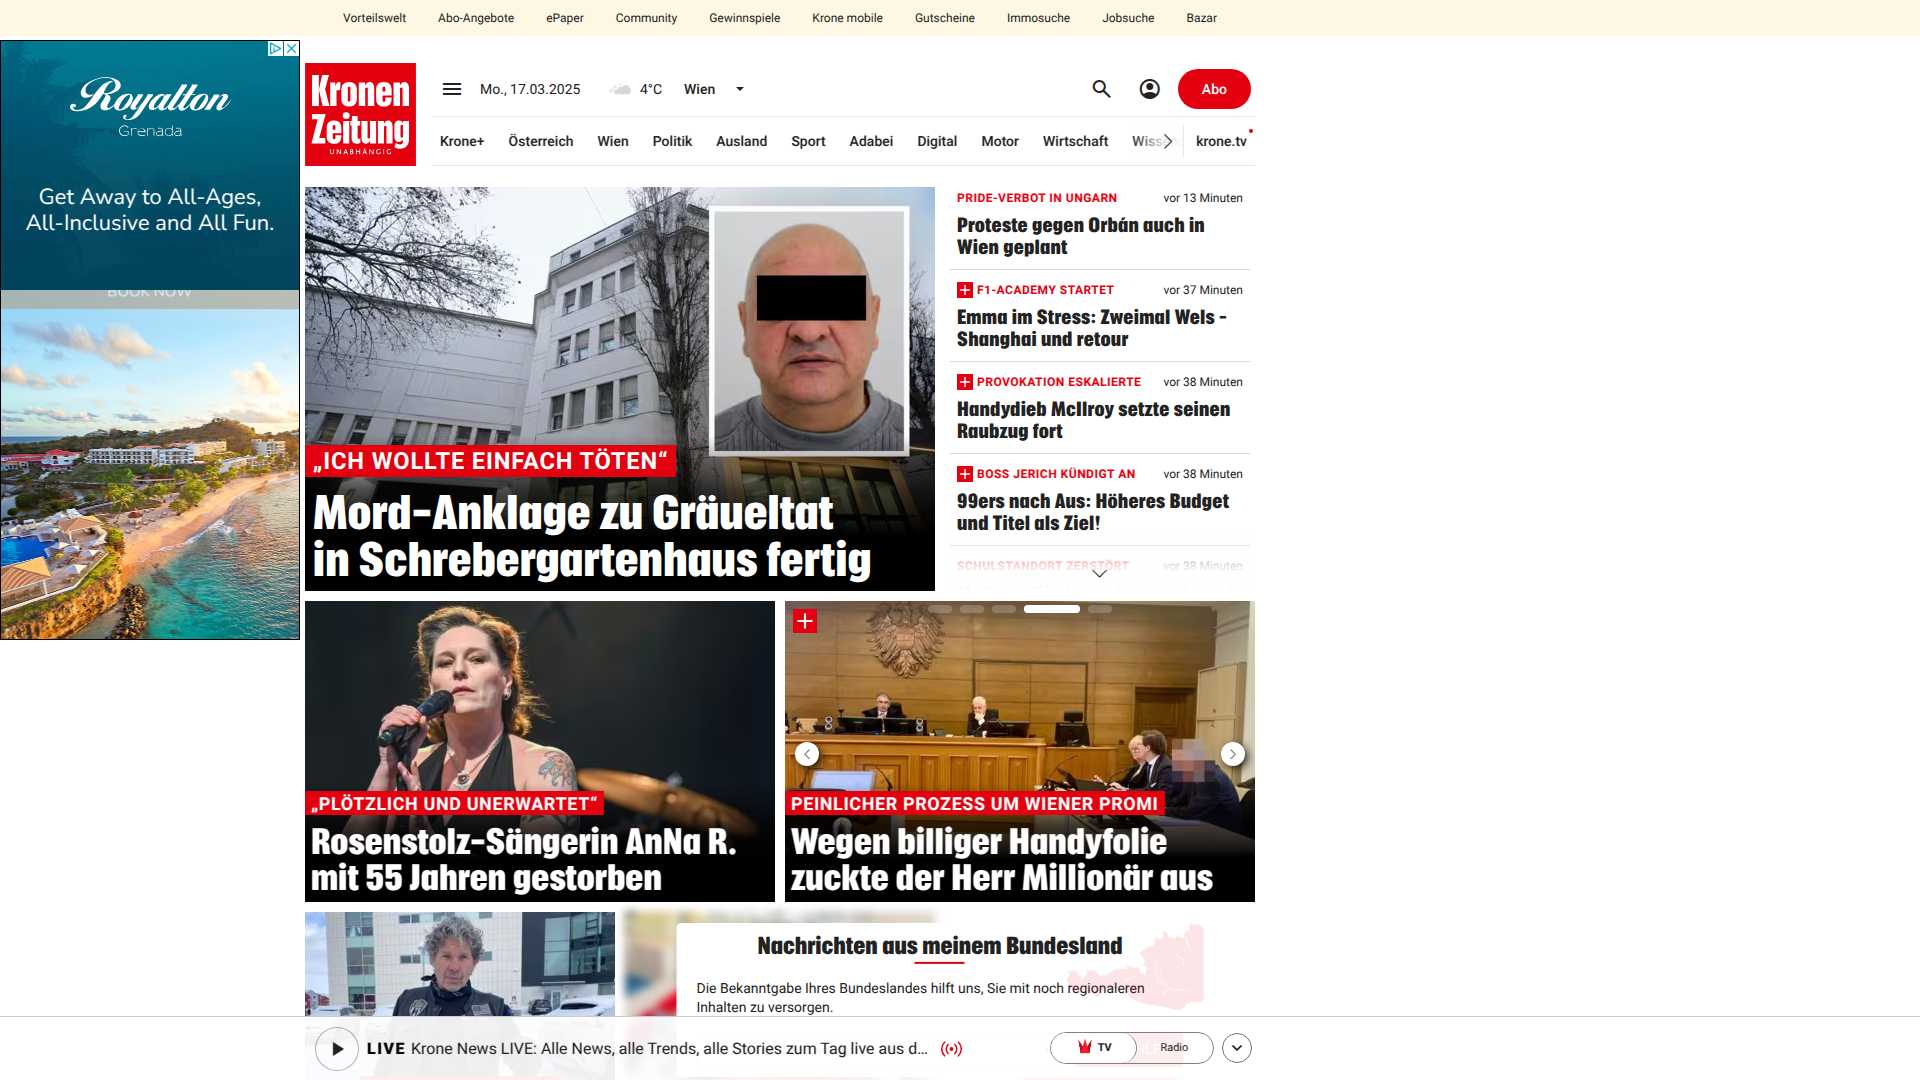 Vorteilswelt Abo-Angebote ePaper Community Gewinnspiele Krone mobile Gutscheine Immosuche Jobsuche Bazar
Royalton
Grenada
Get Away to All-Ages,
All-Inclusive and All Fun.
BOOK NOW
Kronen
Zeitung
UNABHÄNGIG
Mo., 17.03.2025 4°C Wien
Abo
Krone+ Österreich Wien Politik Ausland Sport Adabei Digital Motor Wirtschaft krone.tv
„ICH WOLLTE EINFACH TÖTEN“
Mord-Anklage zu Gräueltat
in Schrebergartenhaus fertig
PRIDE-VERBOT IN UNGARN vor 13 Minuten
Proteste gegen Orbán auch in
Wien geplant
F1-ACADEMY STARTET vor 37 Minuten
Emma im Stress: Zweimal Wels -
Shanghai und retour
PROVOKATION ESKALIERTE vor 38 Minuten
Handydieb McIlroy setzte seinen
Raubzug fort
BOSS JERICH KÜNDIGT AN vor 38 Minuten
99ers nach Aus: Höheres Budget
und Titel als Ziel!
SCHULSTANDORT ZERSTÖRT vor 38 Minuten
„PLÖTZLICH UND UNERWARTET“
Rosenstolz-Sängerin AnNa R.
mit 55 Jahren gestorben
PEINLICHER PROZESS UM WIENER PROMI
Wegen billiger Handyfolie
zuckte der Herr Millionär aus
Nachrichten aus meinem Bundesland
Die Bekanntgabe Ihres Bundeslandes hilft uns, Sie mit noch regionaleren
Inhalten zu versorgen.
LIVE Krone News LIVE: Alle News, alle Trends, alle Stories zum Tag live aus d...
TV Radio